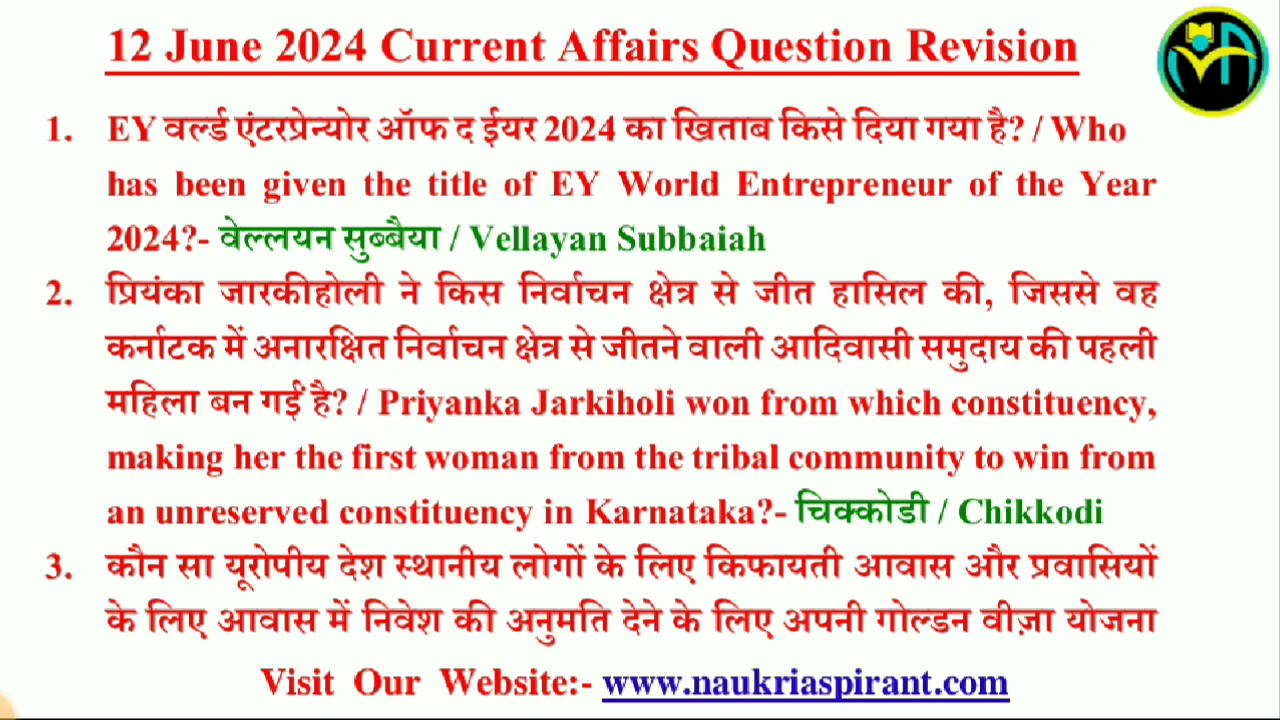 12 June 2024 Current Affairs Question Revision
1. EY वर्ल्ड एंटरप्रेन्योर ऑफ द ईयर 2024 का खिताब किसे दिया गया है? / Who
has been given the title of EY World Entrepreneur of the Year
2024?- वेल्लयन सुब्बैया / Vellayan Subbaiah
2. प्रियंका जारकीहोली ने किस निर्वाचन क्षेत्र से जीत हासिल की, जिससे वह
कर्नाटक में अनारक्षित निर्वाचन क्षेत्र से जीतने वाली आदिवासी समुदाय की पहली
महिला बन गईं है? / Priyanka Jarkiholi won from which constituency,
making her the first woman from the tribal community to win from
an unreserved constituency in Karnataka?- चिक्कोडी / Chikkodi
3. कौन सा यूरोपीय देश स्थानीय लोगों के लिए किफायती आवास और प्रवासियों
के लिए आवास में निवेश की अनुमति देने के लिए अपनी गोल्डन वीज़ा योजना
Visit Our Website:- www.naukriaspirant.com